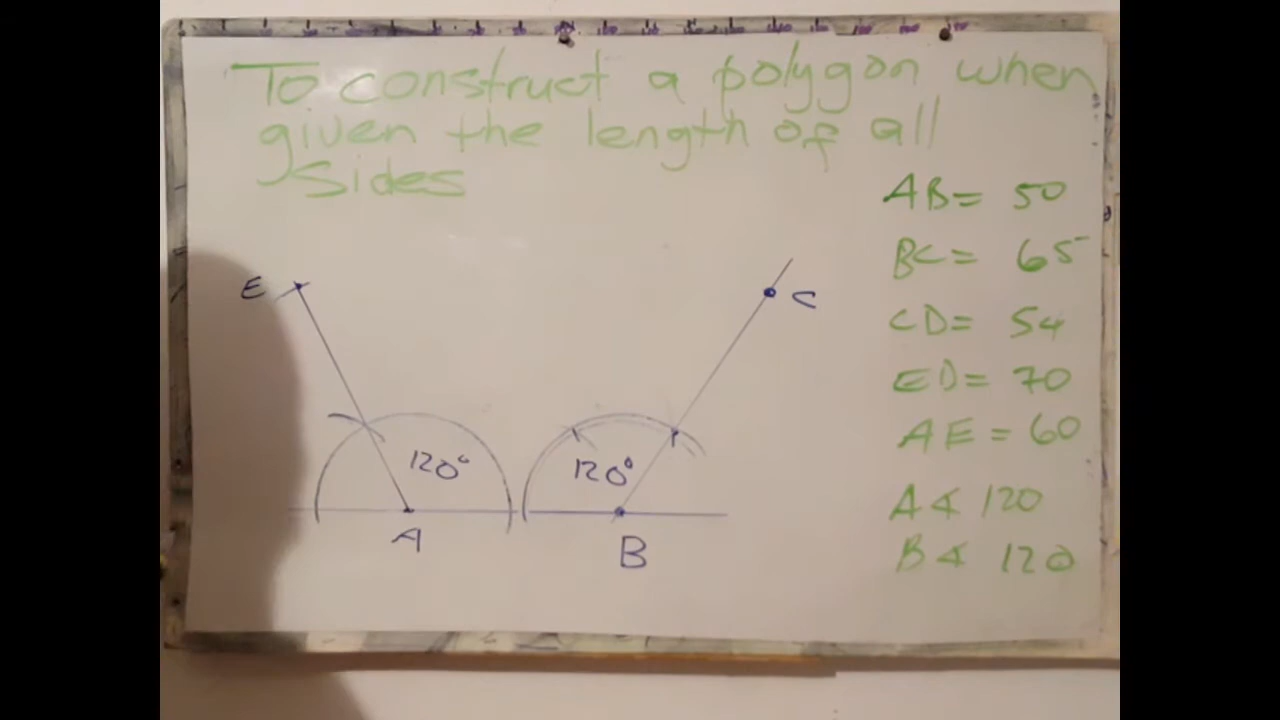 To construct a polygon when
given the length of all
sides
AB = 50
BC = 65
CD = 54
ED = 70
AE = 60
A∢ 120
B∢ 120
E
C
120°
120°
A
B